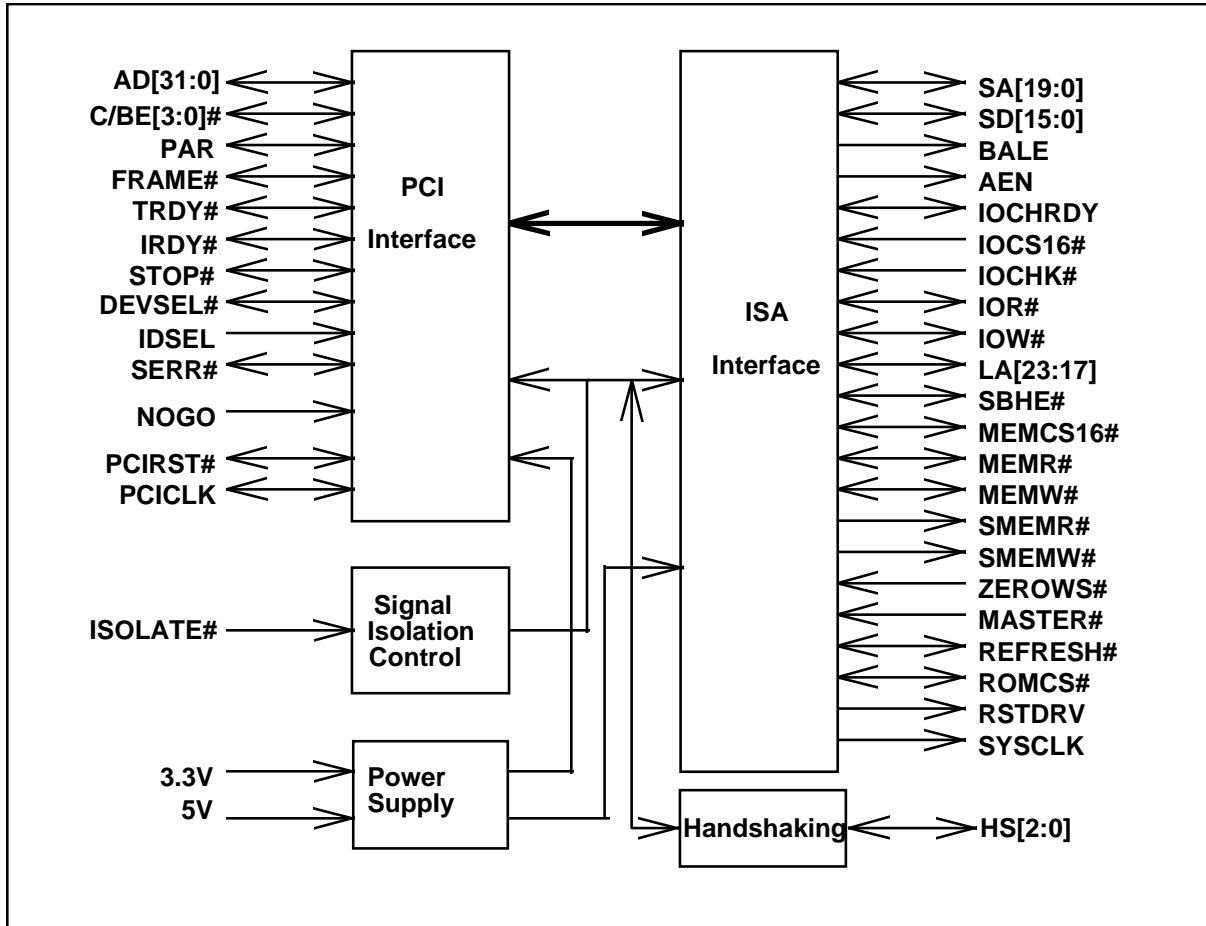 AD[31:0]
C/BE[3:0]#
PAR
FRAME#
TRDY#
IRDY#
STOP#
DEVSEL#
IDSEL
SERR#
NOGO
PCIRST#
PCICLK
ISOLATE#
3.3V
5V
PCI
Interface
Signal
Isolation
Control
Power
Supply
ISA
Interface
Handshaking
SA[19:0]
SD[15:0]
BALE
AEN
IOCHRDY
IOCS16#
IOCHK#
IOR#
IOW#
LA[23:17]
SBHE#
MEMCS16#
MEMR#
MEMW#
SMEMR#
SMEMW#
ZEROWS#
MASTER#
REFRESH#
ROMCS#
RSTDRV
SYSCLK
HS[2:0]